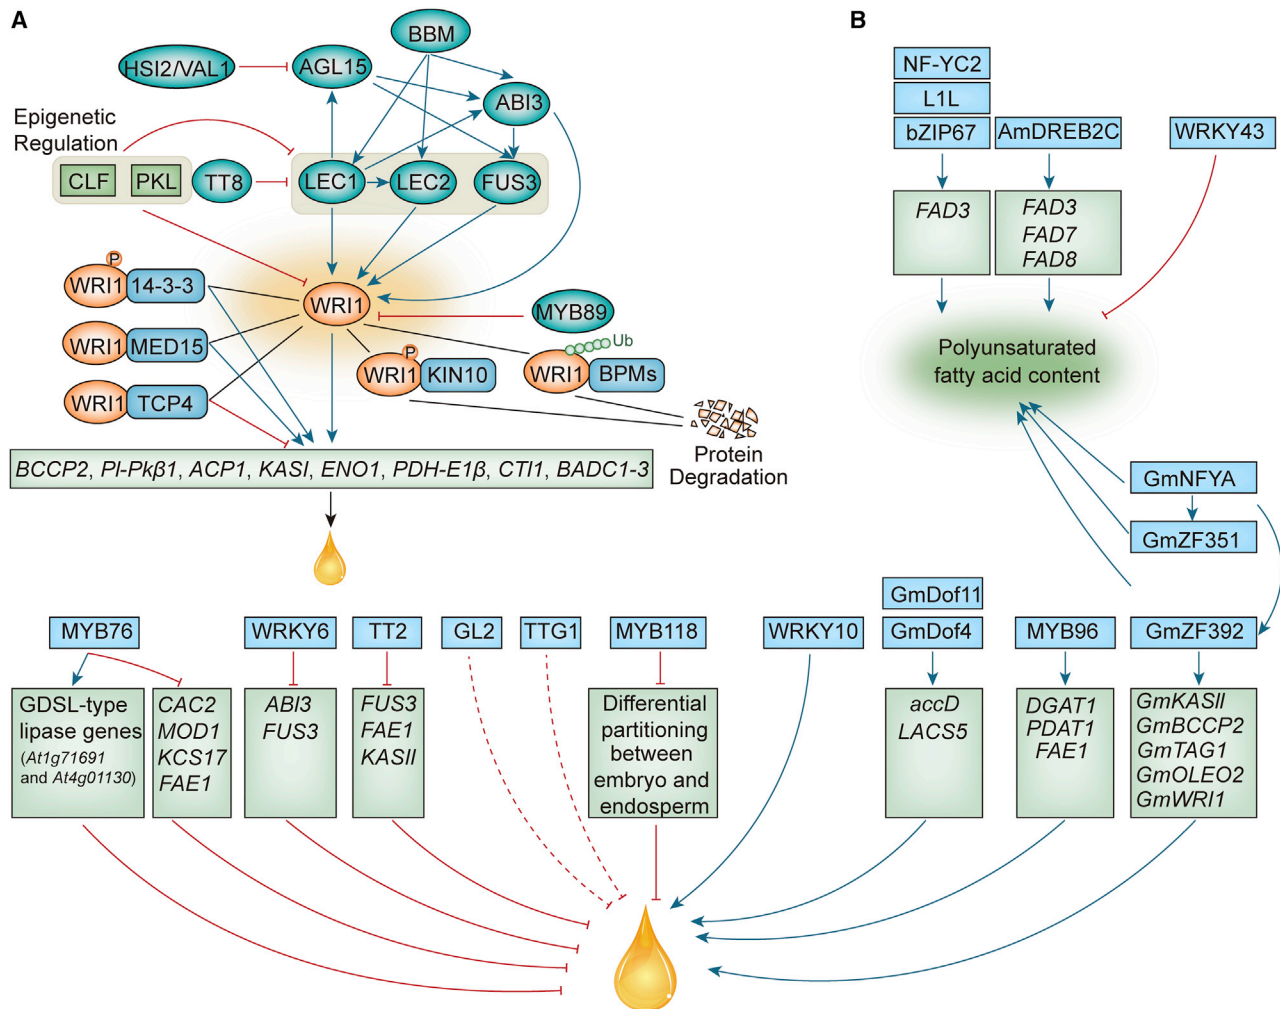 A
BBM
HSI2/VAL1
AGL15
ABI3
Epigenetic
Regulation
CLF
PKL
TT8
LEC1
LEC2
FUS3
P
WRI1
14-3-3
WRI1
MYB89
WRI1
MED15
P
WRI1
KIN10
Ub
WRI1
BPMs
WRI1
TCP4
Protein
Degradation
BCCP2, PI-Pkβ1, ACP1, KASI, ENO1, PDH-E1β, CTI1, BADC1-3
B
NF-YC2
L1L
bZIP67
AmDREB2C
WRKY43
FAD3
FAD3
FAD7
FAD8
Polyunsaturated
fatty acid content
GmNFYA
GmZF351
MYB76
WRKY6
TT2
GL2
TTG1
MYB118
WRKY10
GmDof11
GmDof4
MYB96
GmZF392
GDSL-type
lipase genes
(At1g71691
and At4g01130)
CAC2
MOD1
KCS17
FAE1
ABI3
FUS3
FUS3
FAE1
KASII
Differential
partitioning
between
embryo and
endosperm
accD
LACS5
DGAT1
PDAT1
FAE1
GmKASII
GmBCCP2
GmTAG1
GmOLEO2
GmWRI1